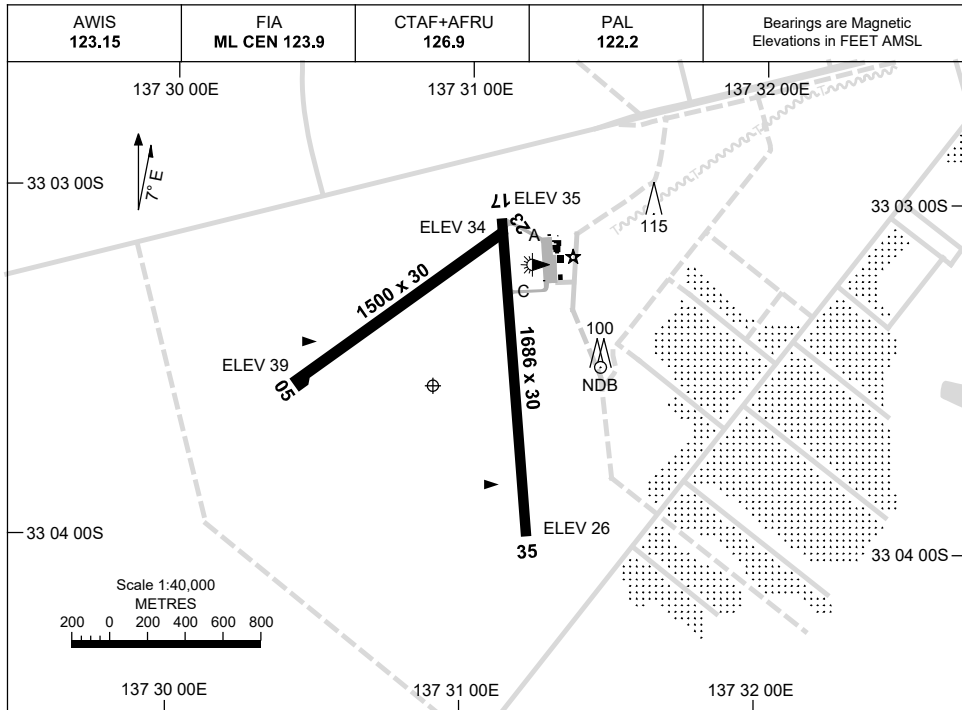 AWIS
123.15
FIA
ML CEN 123.9
CTAF+AFRU
126.9
PAL
122.2
Bearings are Magnetic
Elevations in FEET AMSL
137 30 00E
137 31 00E
137 32 00E
7° E
33 03 00S
33 03 00S
17
ELEV 35
ELEV 34
23
A
115
C
1500 x 30
1686 x 30
100
NDB
ELEV 39
05
ELEV 26
35
33 04 00S
33 04 00S
Scale 1:40,000
METRES
200 0 200 400 600 800
137 30 00E
137 31 00E
137 32 00E